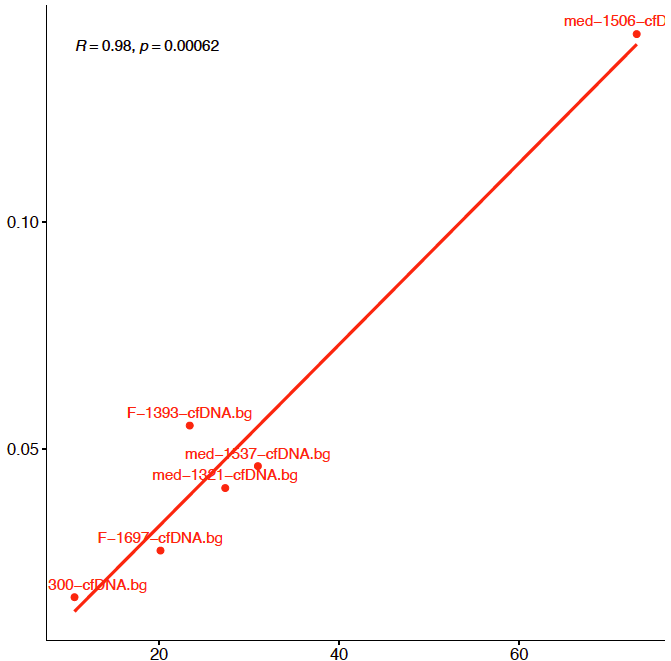 med−1506−cfD
R = 0.98, p = 0.00062
0.10
F−1393−cfDNA.bg
0.05
med−1537−cfDNA.bg
med−1321−cfDNA.bg
F−1697−cfDNA.bg
300−cfDNA.bg
20 40 60